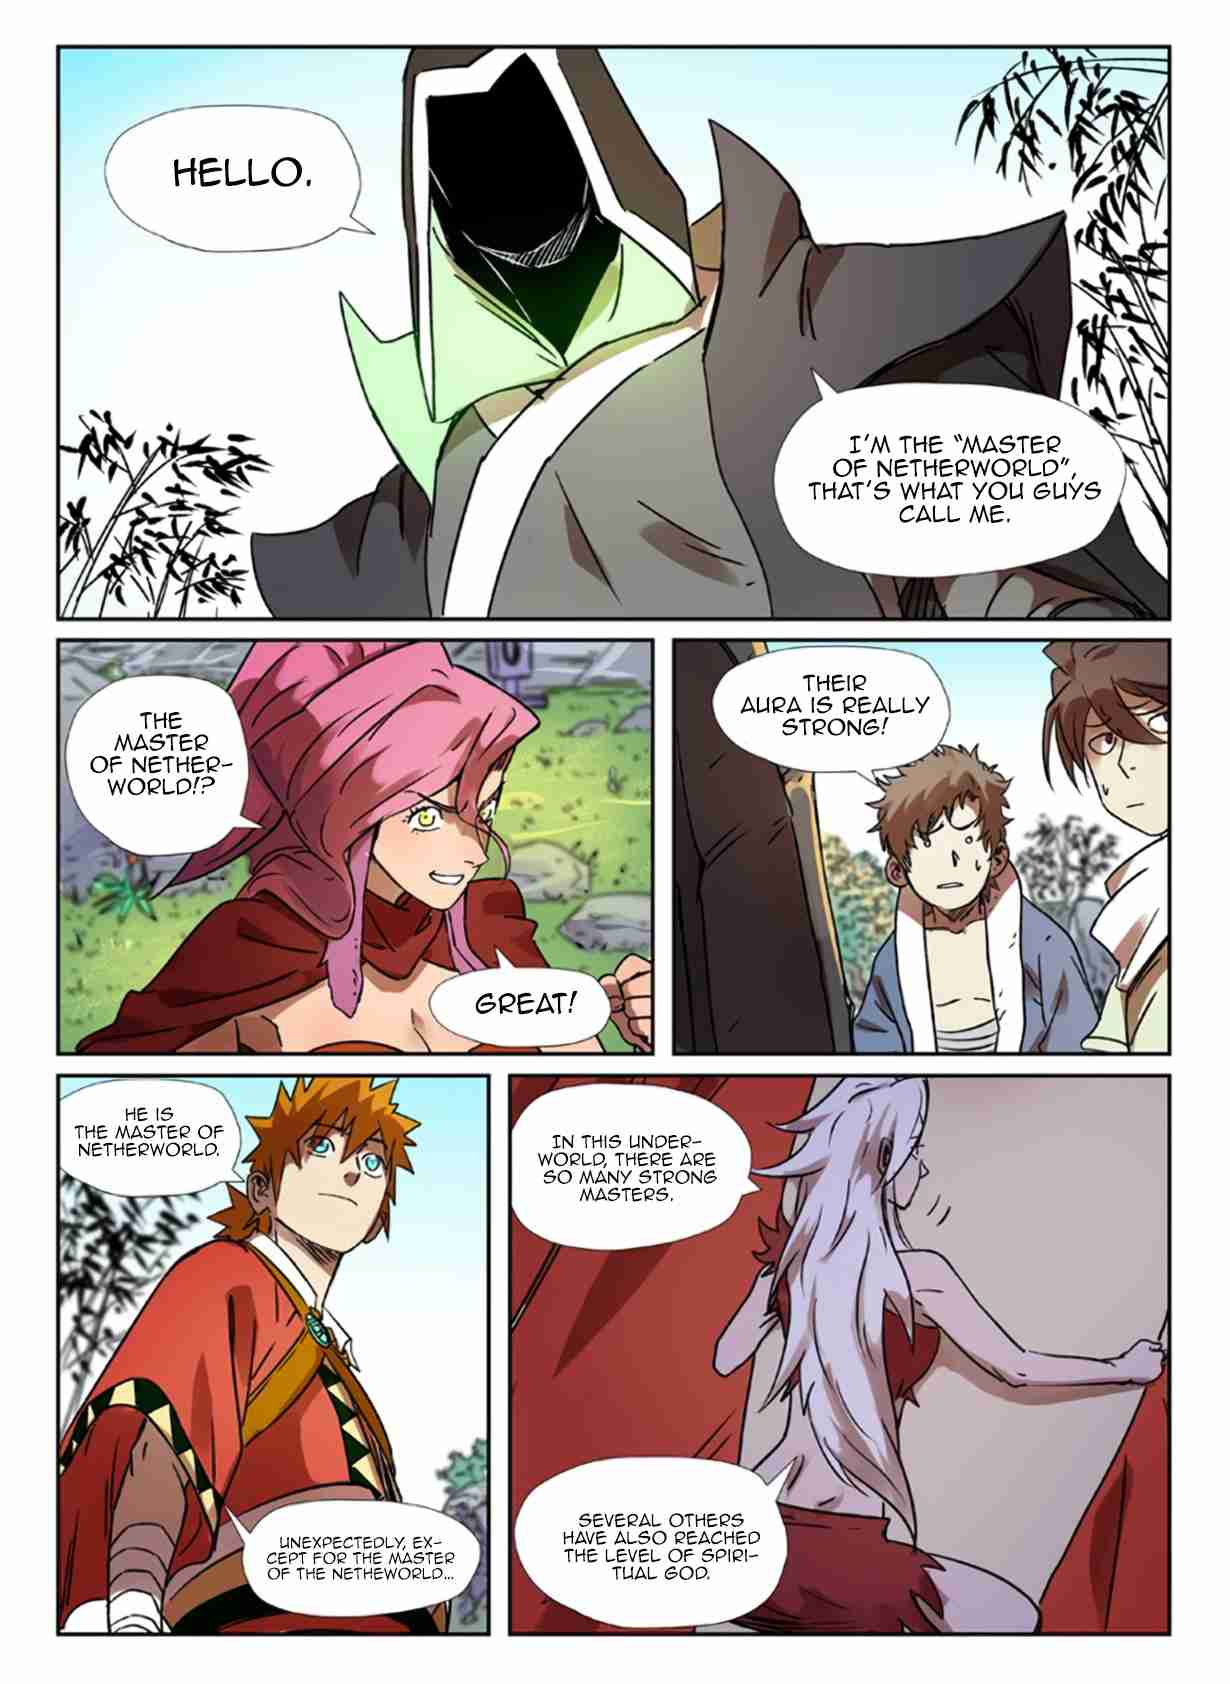 HELLO.
I'M THE "MASTER
OF NETHERWORLD",
THAT'S WHAT YOU GUYS
CALL ME.
THE
MASTER
OF NETHER-
WORLD!?
GREAT!
THEIR
AURA IS REALLY
STRONG!
HE IS
THE MASTER OF
NETHERWORLD.
UNEXPECTEDLY, EX-
CEPT FOR THE MASTER
OF THE NETHEWORLD...
IN THIS UNDER-
WORLD, THERE ARE
SO MANY STRONG
MASTERS.
SEVERAL OTHERS
HAVE ALSO REACHED
THE LEVEL OF SPIRI-
TUAL GOD.